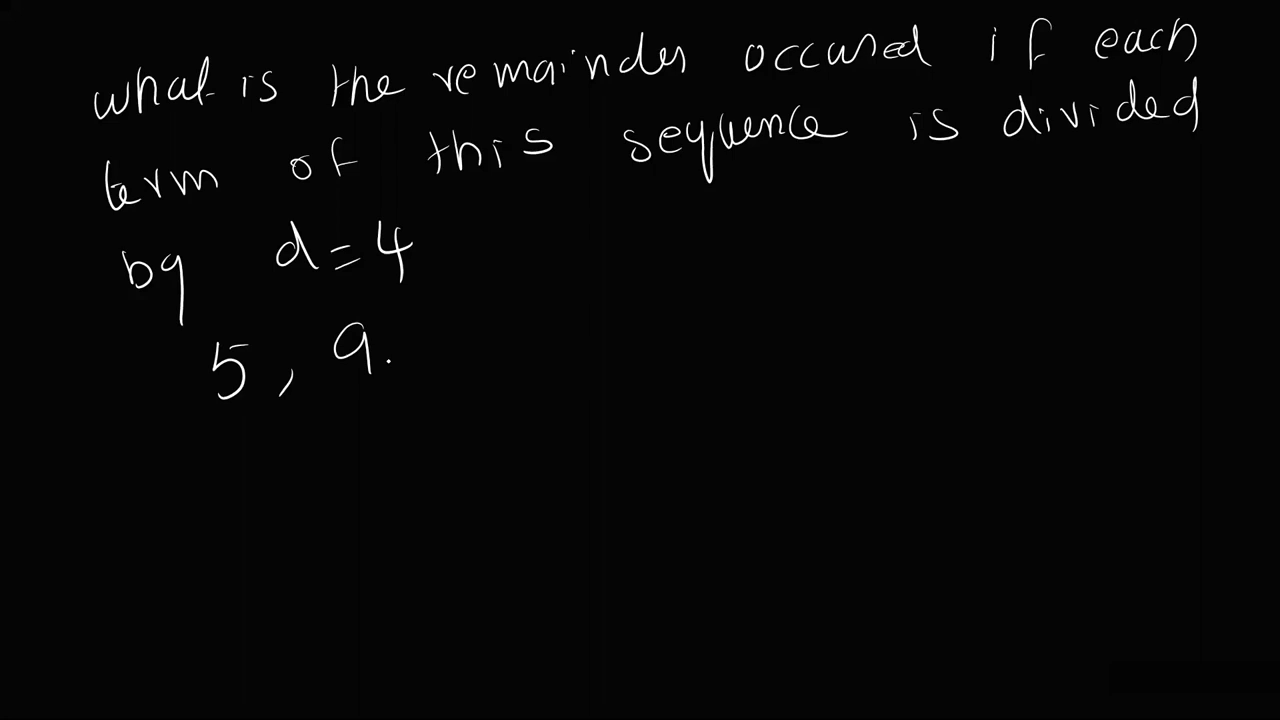 what is the remainder occured if each
term of this sequence is divided
by d = 4
5 , 9.